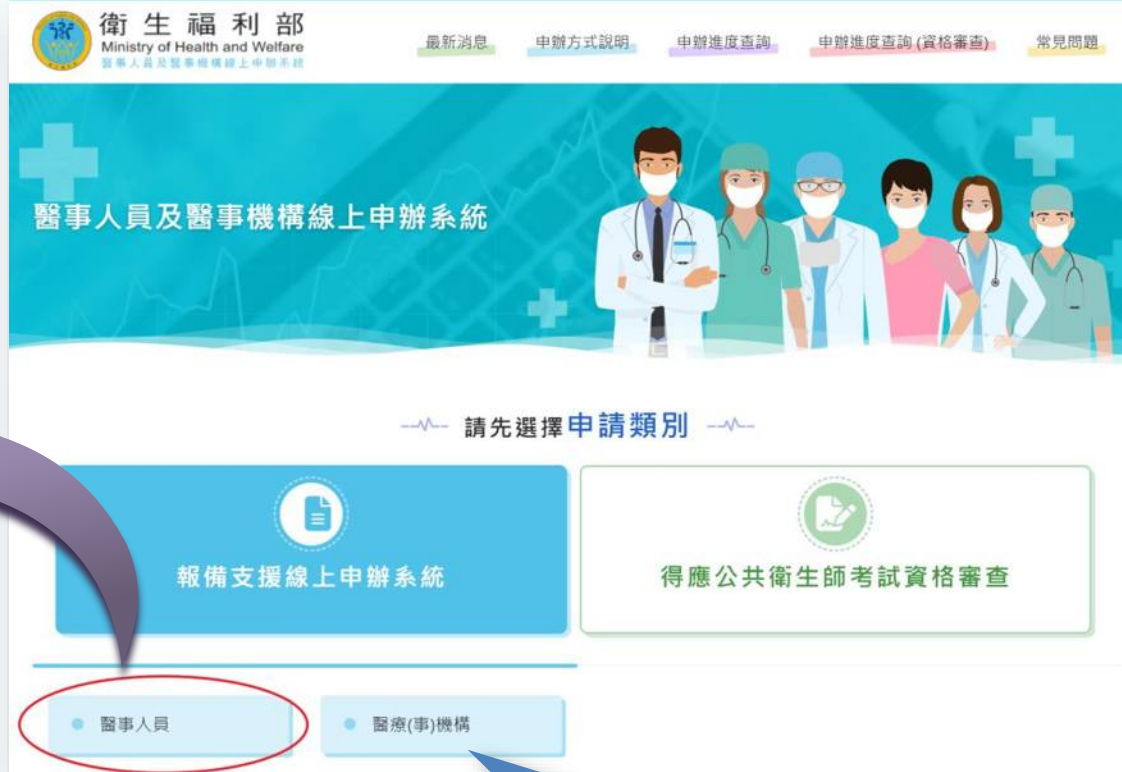 衛生福利部
Ministry of Health and Welfare
醫事人員及醫事機構線上申辦系統
最新消息 申辦方式說明 申辦進度查詢 申辦進度查詢 (資格審查) 常見問題
醫事人員及醫事機構線上申辦系統
請先選擇申請類別
報備支援線上申辦系統
得應公共衛生師考試資格審查
醫事人員
醫療(事)機構